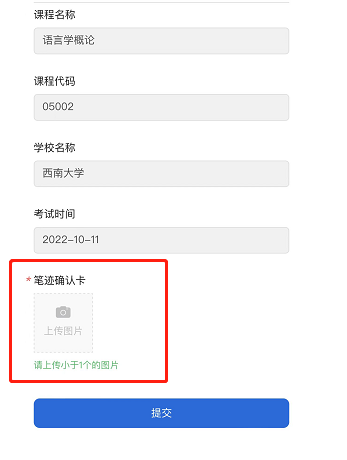 课程名称
语言学概论
课程代码
05002
学校名称
西南大学
考试时间
2022-10-11
*笔迹确认卡
上传图片
请上传小于1个的图片
提交